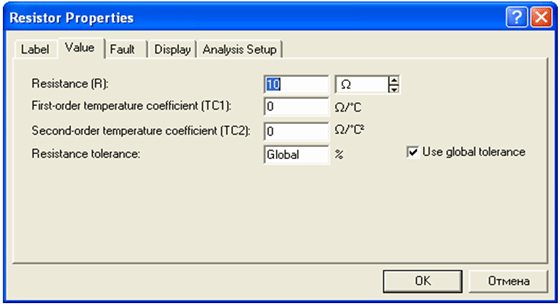 Resistor Properties
Label Value Fault Display Analysis Setup
Resistance (R): 10 Ω
First-order temperature coefficient (TC1): 0 Ω/°C
Second-order temperature coefficient (TC2): 0 Ω/°C²
Resistance tolerance: Global % Use global tolerance
OK Отмена